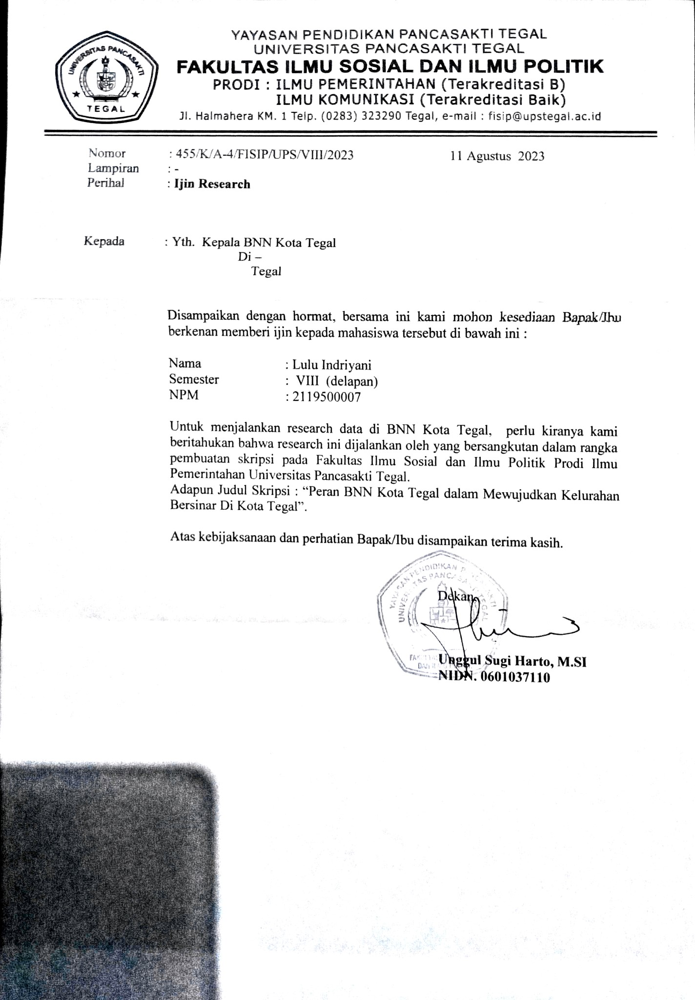 UNIVERSITAS PANCASAKTI
TEGAL
YAYASAN PENDIDIKAN PANCASAKTI TEGAL
UNIVERSITAS PANCASAKTI TEGAL
FAKULTAS ILMU SOSIAL DAN ILMU POLITIK
PRODI : ILMU PEMERINTAHAN (Terakreditasi B)
ILMU KOMUNIKASI (Terakreditasi Baik)
Jl. Halmahera KM. 1 Telp. (0283) 323290 Tegal, e-mail : fisip@upstegal.ac.id
Nomor : 455/K/A-4/FISIP/UPS/VIII/2023 11 Agustus 2023
Lampiran : -
Perihal : Ijin Research
Kepada : Yth. Kepala BNN Kota Tegal
Di –
Tegal
Disampaikan dengan hormat, bersama ini kami mohon kesediaan Bapak/Ibu
berkenan memberi ijin kepada mahasiswa tersebut di bawah ini :
Nama : Lulu Indriyani
Semester : VIII (delapan)
NPM : 2119500007
Untuk menjalankan research data di BNN Kota Tegal, perlu kiranya kami
beritahukan bahwa research ini dijalankan oleh yang bersangkutan dalam rangka
pembuatan skripsi pada Fakultas Ilmu Sosial dan Ilmu Politik Prodi Ilmu
Pemerintahan Universitas Pancasakti Tegal.
Adapun Judul Skripsi : “Peran BNN Kota Tegal dalam Mewujudkan Kelurahan
Bersinar Di Kota Tegal”.
Atas kebijaksanaan dan perhatian Bapak/Ibu disampaikan terima kasih.
YAYASAN PENDIDIKAN
UNIVERSITAS PANCASAKTI TEGAL
Dekan
Unggul Sugi Harto, M.SI
NIDN. 0601037110